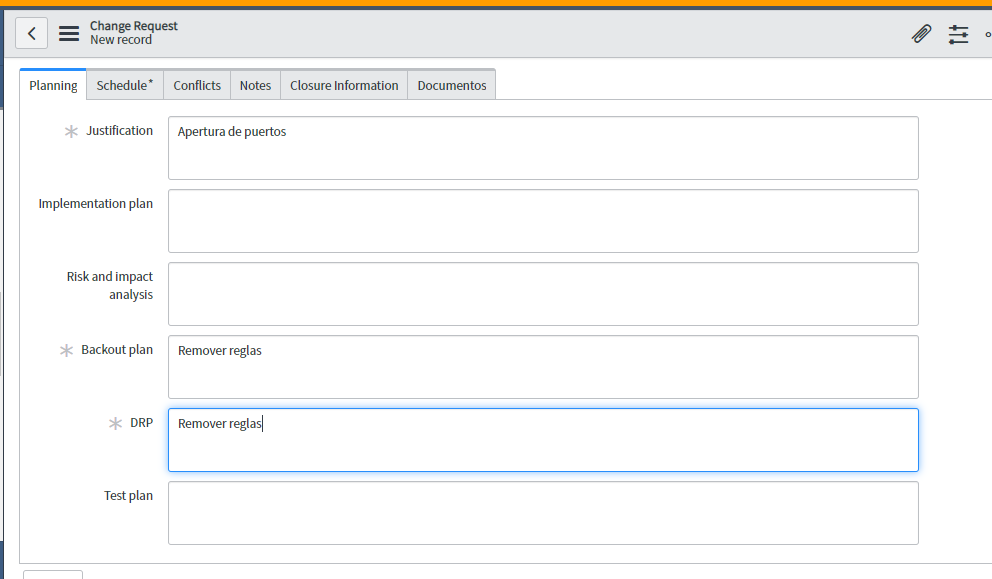 Change Request
New record
Planning Schedule* Conflicts Notes Closure Information Documentos
Justification Apertura de puertos
Implementation plan
Risk and impact
analysis
Backout plan Remover reglas
DRP Remover reglas
Test plan